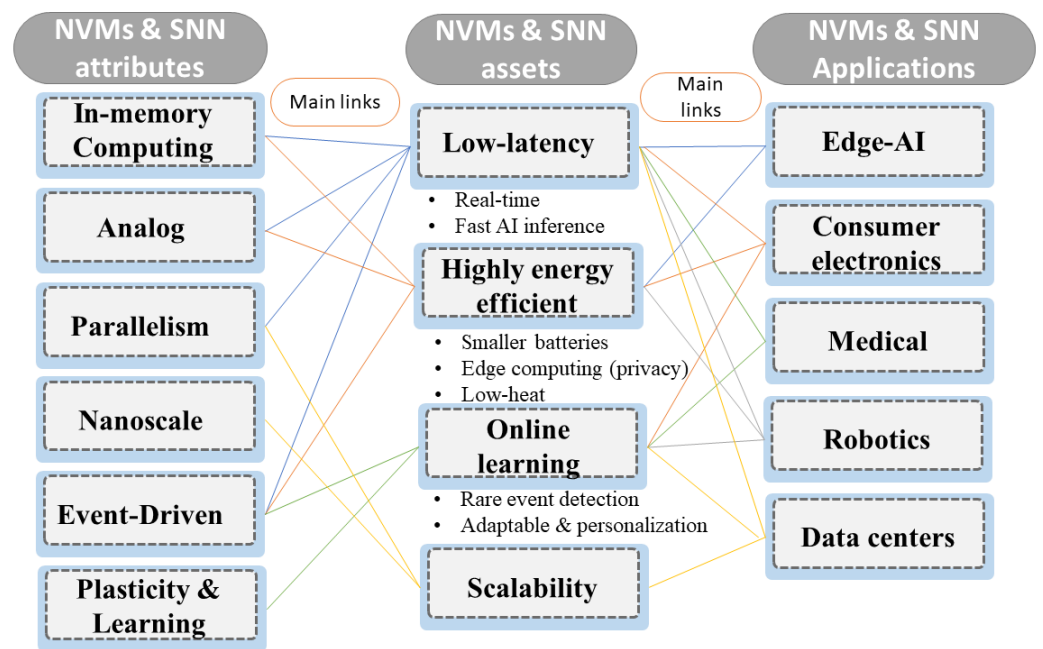 NVMs & SNN
attributes
Main links
NVMs & SNN
assets
Main
links
NVMs & SNN
Applications
In-memory
Computing
Analog
Parallelism
Nanoscale
Event-Driven
Plasticity &
Learning
Low-latency
• Real-time
• Fast AI inference
Highly energy
efficient
• Smaller batteries
• Edge computing (privacy)
• Low-heat
Online
learning
• Rare event detection
• Adaptable & personalization
Scalability
Edge-AI
Consumer
electronics
Medical
Robotics
Data centers